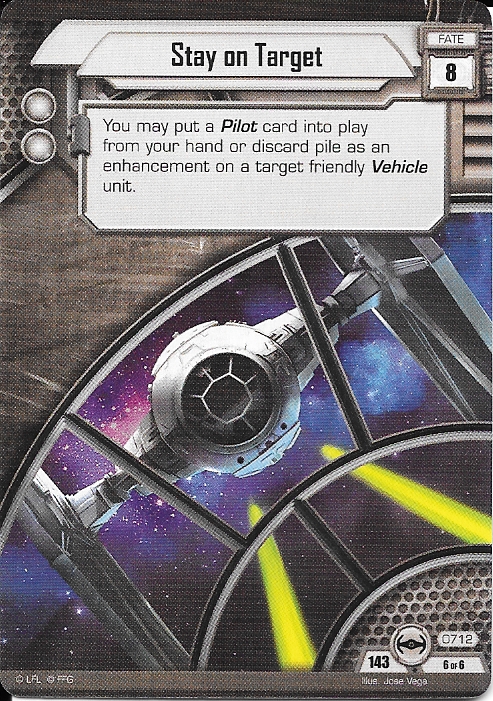 FATE
Stay on Target
8
You may put a Pilot card into play
from your hand or discard pile as an
enhancement on a target friendly Vehicle
unit.
0712
143
6 OF 6
© LFL © FFG
Illus. Jose Vega